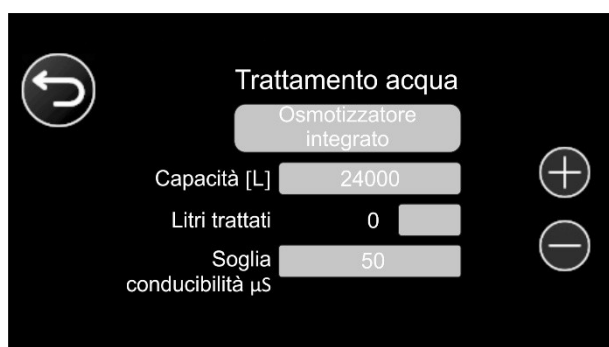 Trattamento acqua
Osmotizzatore
integrato
Capacità [L] 24000
Litri trattati 0
Soglia
conducibilità µS 50